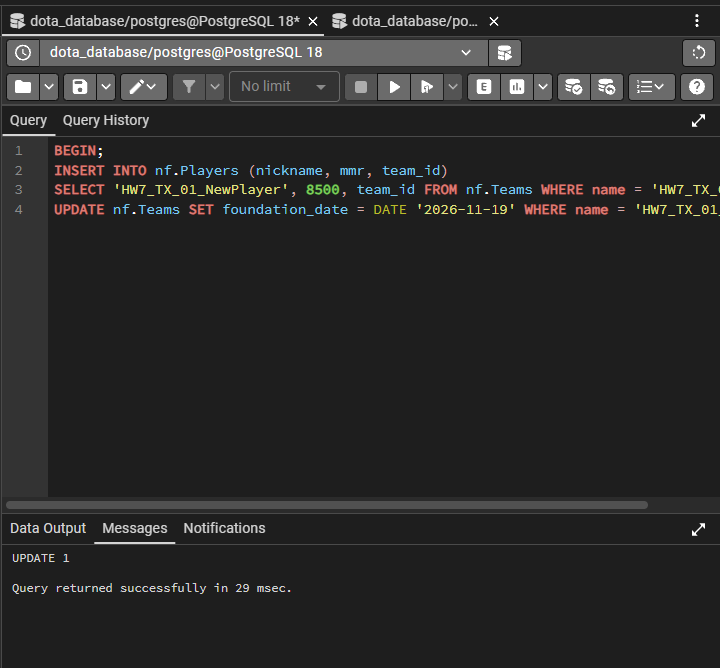 dota_database/postgres@PostgreSQL 18*
dota_database/po...
dota_database/postgres@PostgreSQL 18
No limit
E
Query
Query History
1 BEGIN;
2 INSERT INTO nf.Players (nickname, mmr, team_id)
3 SELECT 'HW7_TX_01_NewPlayer', 8500, team_id FROM nf.Teams WHERE name = 'HW7_TX_
4 UPDATE nf.Teams SET foundation_date = DATE '2026-11-19' WHERE name = 'HW7_TX_01_
Data Output
Messages
Notifications
UPDATE 1
Query returned successfully in 29 msec.